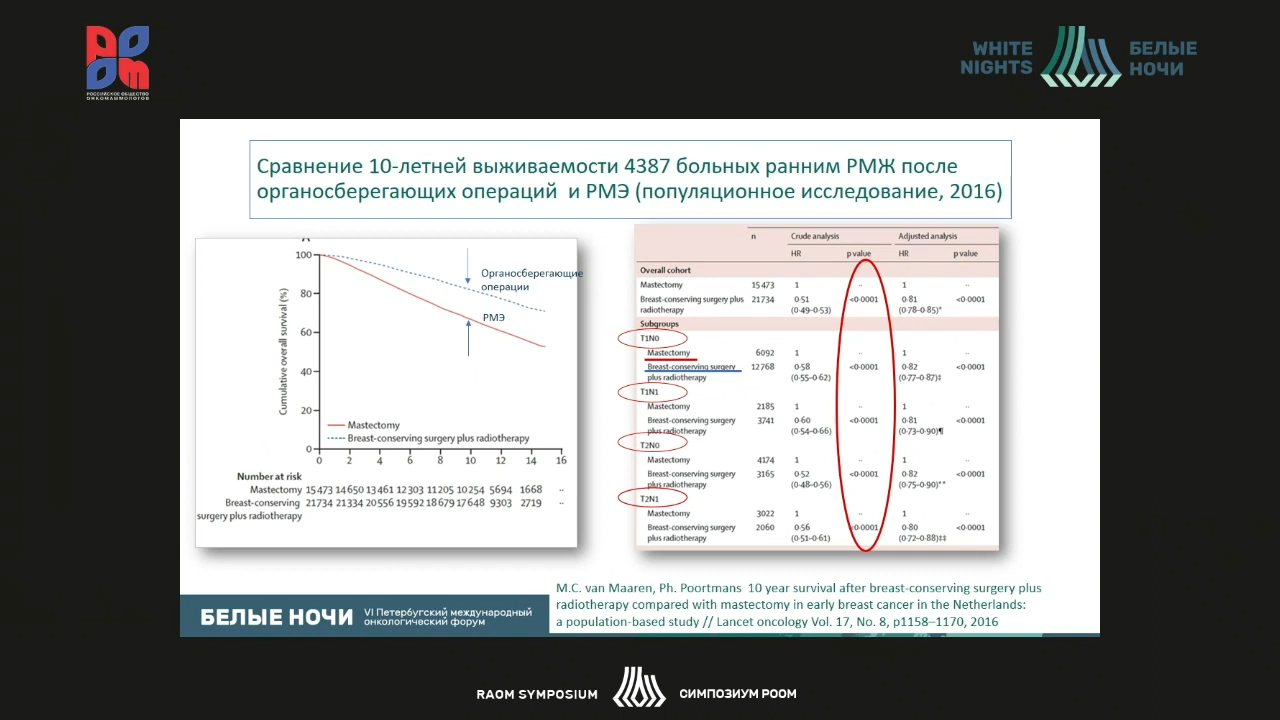 РОССИЙСКОЕ ОБЩЕСТВО
ОНКОМАММОЛОГОВ
WHITE
NIGHTS
БЕЛЫЕ
НОЧИ
Сравнение 10-летней выживаемости 4387 больных ранним РМЖ после
органосберегающих операций и РМЭ (популяционное исследование, 2016)
100
80
60
40
20
0
Cumulative overall survival (%)
Органосберегающие
операции
РМЭ
Mastectomy
Breast-conserving surgery plus radiotherapy
0 2 4 6 8 10 12 14 16
Number at risk
Mastectomy 15473 14650 13461 12303 11205 10254 5694 1668 ..
Breast-conserving 21734 21334 20556 19592 18679 17648 9303 2719 ..
surgery plus radiotherapy
n Crude analysis Adjusted analysis
HR p value HR p value
Overall cohort
Mastectomy 15473 1 .. 1 ..
Breast-conserving surgery plus 21734 0·51 <0·0001 0·81 <0·0001
radiotherapy (0·49–0·53) (0·78–0·85)*
Subgroups
T1N0
Mastectomy 6092 1 .. 1 ..
Breast-conserving surgery 12768 0·58 <0·0001 0·82 <0·0001
plus radiotherapy (0·55–0·62) (0·77–0·87)‡
T1N1
Mastectomy 2185 1 .. 1 ..
Breast-conserving surgery 3741 0·60 <0·0001 0·81 <0·0001
plus radiotherapy (0·54–0·66) (0·73–0·90)¶
T2N0
Mastectomy 4174 1 .. 1 ..
Breast-conserving surgery 3165 0·52 <0·0001 0·82 <0·0001
plus radiotherapy (0·48–0·56) (0·75–0·90)**
T2N1
Mastectomy 3022 1 .. 1 ..
Breast-conserving surgery 2060 0·56 <0·0001 0·80 <0·0001
plus radiotherapy (0·51–0·61) (0·72–0·88)‡‡
M.C. van Maaren, Ph. Poortmans 10 year survival after breast-conserving surgery plus
radiotherapy compared with mastectomy in early breast cancer in the Netherlands:
a population-based study // Lancet oncology Vol. 17, No. 8, p1158–1170, 2016
БЕЛЫЕ НОЧИ
VI Петербугский международный
онкологический форум
RAOM SYMPOSIUM
СИМПОЗИУМ РООМ